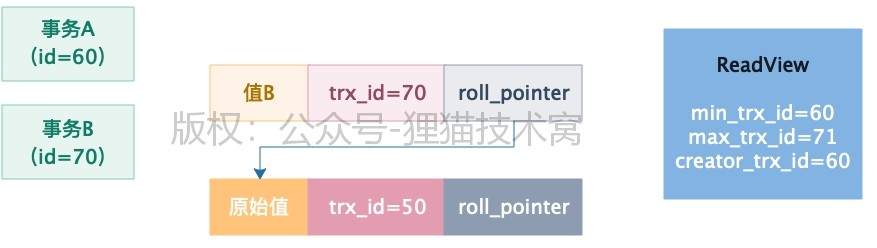 事务A
（id=60）
事务B
（id=70）
值B
trx_id=70
roll_pointer
版权：公众号-狸猫技术窝
原始值
trx_id=50
roll_pointer
ReadView
min_trx_id=60
max_trx_id=71
creator_trx_id=60